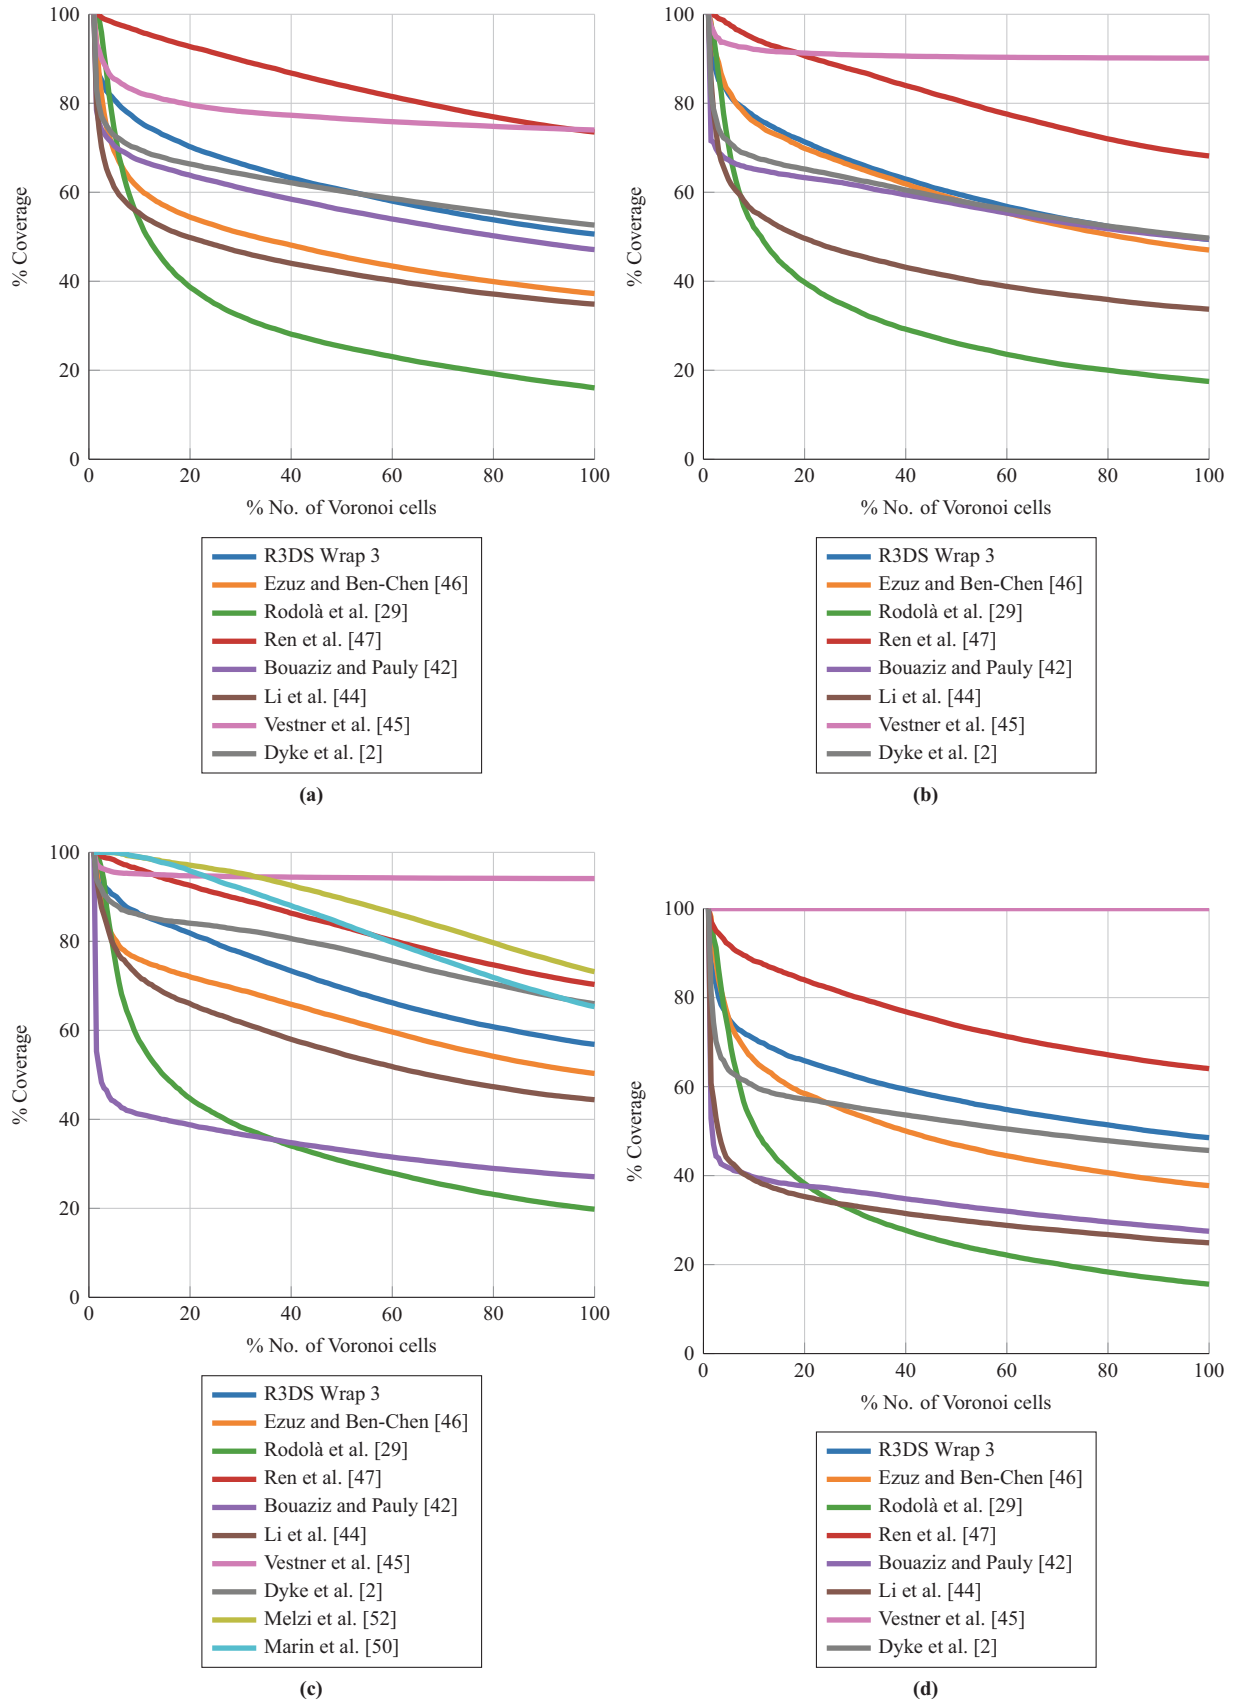 100
80
60
40
20
0
% Coverage
0 20 40 60 80 100
% No. of Voronoi cells
R3DS Wrap 3
Ezuz and Ben-Chen [46]
Rodolà et al. [29]
Ren et al. [47]
Bouaziz and Pauly [42]
Li et al. [44]
Vestner et al. [45]
Dyke et al. [2]
(a)
100
80
60
40
20
0
% Coverage
0 20 40 60 80 100
% No. of Voronoi cells
R3DS Wrap 3
Ezuz and Ben-Chen [46]
Rodolà et al. [29]
Ren et al. [47]
Bouaziz and Pauly [42]
Li et al. [44]
Vestner et al. [45]
Dyke et al. [2]
(b)
100
80
60
40
20
0
% Coverage
0 20 40 60 80 100
% No. of Voronoi cells
R3DS Wrap 3
Ezuz and Ben-Chen [46]
Rodolà et al. [29]
Ren et al. [47]
Bouaziz and Pauly [42]
Li et al. [44]
Vestner et al. [45]
Dyke et al. [2]
Melzi et al. [52]
Marin et al. [50]
(c)
100
80
60
40
20
0
% Coverage
0 20 40 60 80 100
% No. of Voronoi cells
R3DS Wrap 3
Ezuz and Ben-Chen [46]
Rodolà et al. [29]
Ren et al. [47]
Bouaziz and Pauly [42]
Li et al. [44]
Vestner et al. [45]
Dyke et al. [2]
(d)